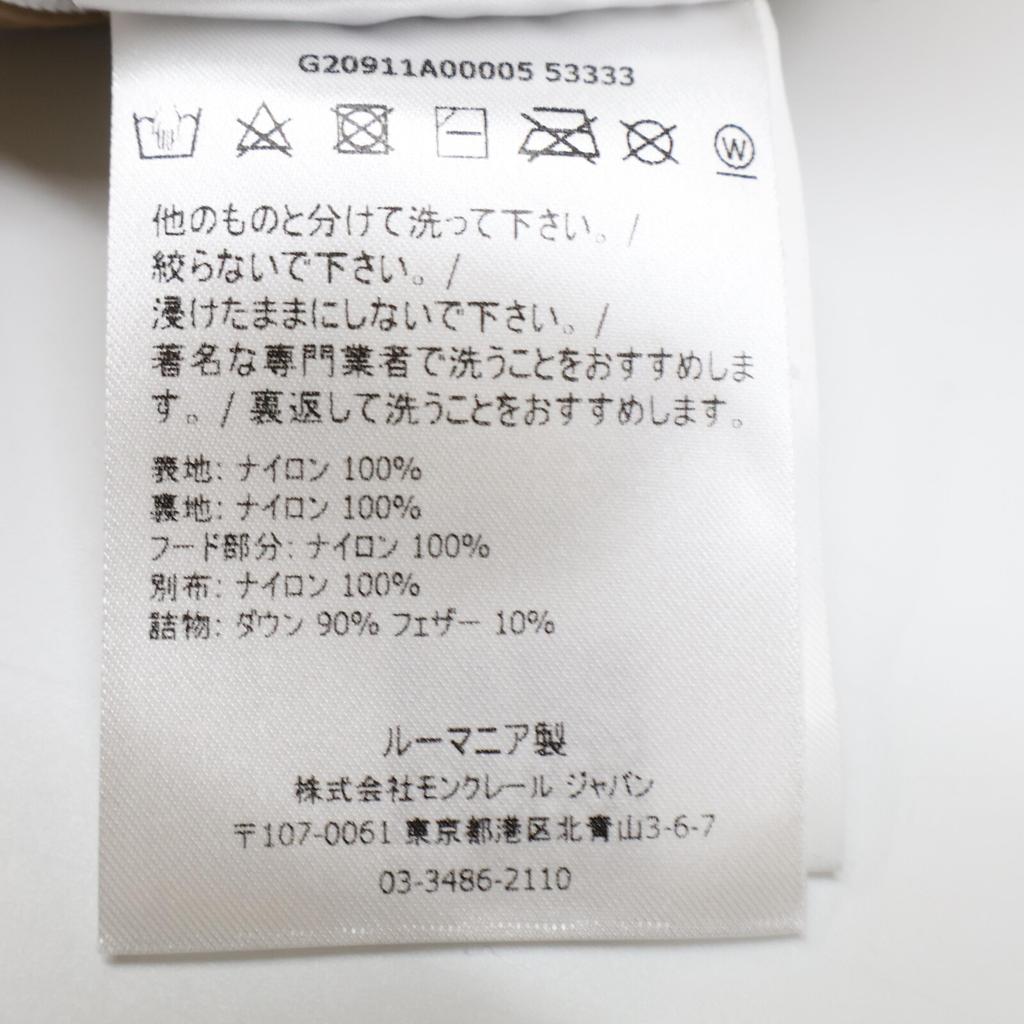 G20911A00005 53333
W
他のものと分けて洗って下さい。/
絞らないで下さい。/
浸けたままにしないで下さい。/
著名な専門業者で洗うことをおすすめしま
す。/ 裏返して洗うことをおすすめします。
表地: ナイロン 100%
裏地: ナイロン 100%
フード部分: ナイロン 100%
別布: ナイロン 100%
詰物: ダウン 90% フェザー 10%
ルーマニア製
株式会社モンクレール ジャパン
〒107-0061 東京都港区北青山3-6-7
03-3486-2110